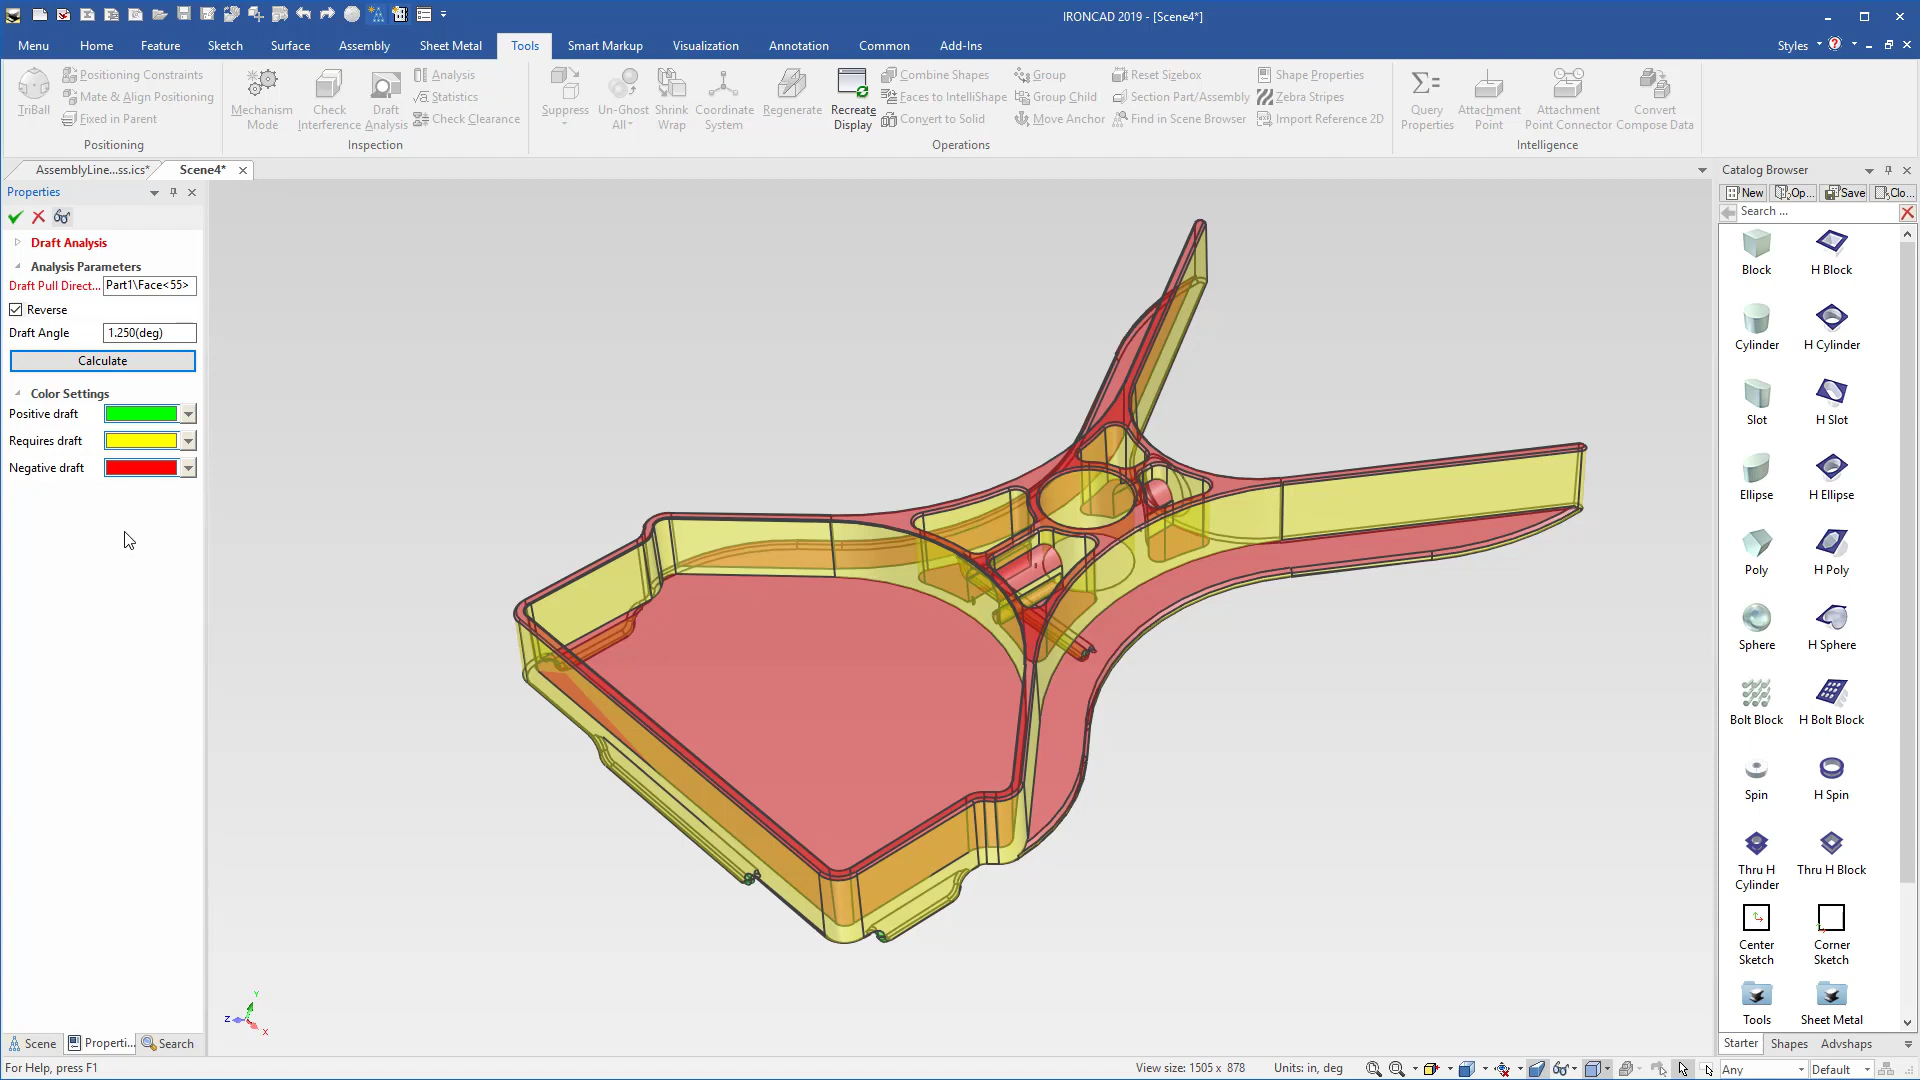 IRONCAD 2019 - [Scene4*]
Menu Home Feature Sketch Surface Assembly Sheet Metal Tools Smart Markup Visualization Annotation Common Add-Ins Styles
TriBall
Positioning Constraints
Mate & Align Positioning
Fixed in Parent
Positioning
Mechanism Mode
Check Interference
Draft Analysis
Analysis
Statistics
Check Clearance
Inspection
Suppress
Un-Ghost All
Shrink Wrap
Coordinate System
Regenerate
Recreate Display
Combine Shapes
Faces to IntelliShape
Convert to Solid
Group
Group Child
Move Anchor
Reset Sizebox
Section Part/Assembly
Find in Scene Browser
Shape Properties
Zebra Stripes
Import Reference 2D
Operations
Query Properties
Attachment Point
Attachment Point Connector
Convert Compose Data
Intelligence
AssemblyLine...ss.ics* Scene4*
Properties
Draft Analysis
Analysis Parameters
Draft Pull Direct... Part1\Face<55>
Reverse
Draft Angle 1.250(deg)
Calculate
Color Settings
Positive draft
Requires draft
Negative draft
Y
Z
X
Scene Properti... Search
For Help, press F1
View size: 1505 x 878 Units: in, deg
Any Default
Catalog Browser
New Op... Save Clo...
Search ...
Block H Block
Cylinder H Cylinder
Slot H Slot
Ellipse H Ellipse
Poly H Poly
Sphere H Sphere
Bolt Block H Bolt Block
Spin H Spin
Thru H Cylinder Thru H Block
Center Sketch Corner Sketch
Tools Sheet Metal
Starter Shapes Advshaps